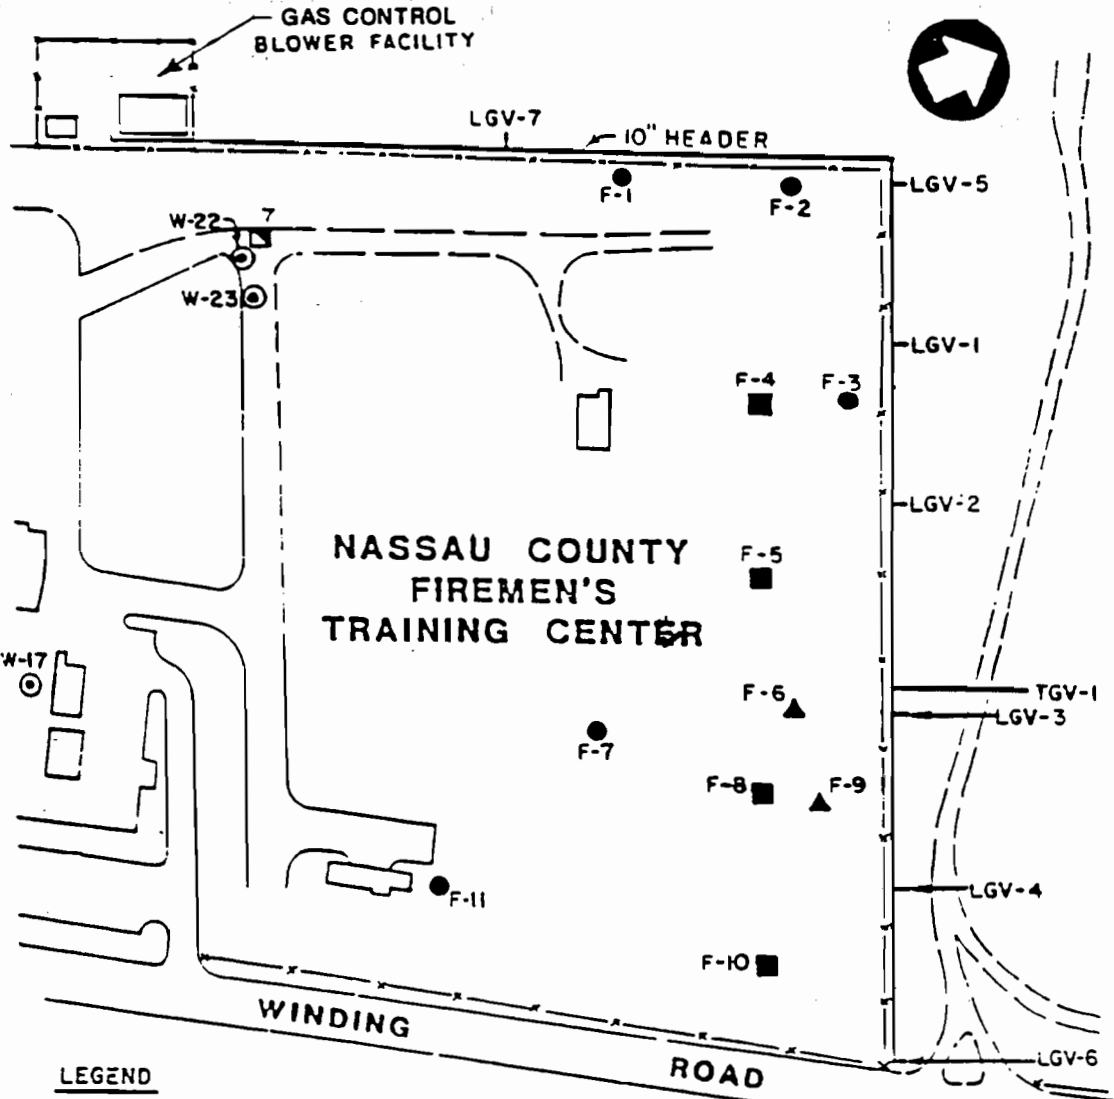 GAS CONTROL
BLOWER FACILITY
LGV-7
10" HEADER
F-1
F-2
LGV-5
W-22
7
W-23
LGV-1
F-4
F-3
LGV-2
NASSAU COUNTY
FIREMEN'S
TRAINING CENTER
F-5
W-17
F-6
TGV-1
LGV-3
F-7
F-8
F-9
LGV-4
F-11
F-10
WINDING
ROAD
LGV-6
LEGEND